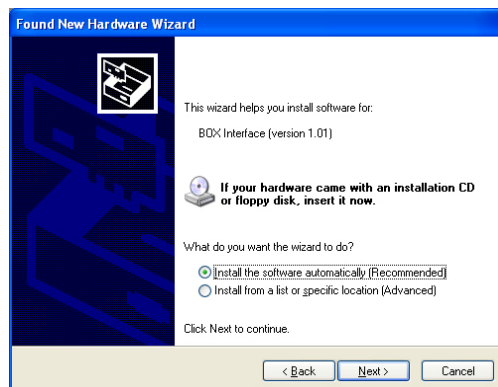 Found New Hardware Wizard
This wizard helps you install software for:
BOX Interface (version 1.01)
If your hardware came with an installation CD
or floppy disk, insert it now.
What do you want the wizard to do?
Install the software automatically (Recommended)
Install from a list or specific location (Advanced)
Click Next to continue.
< Back Next > Cancel